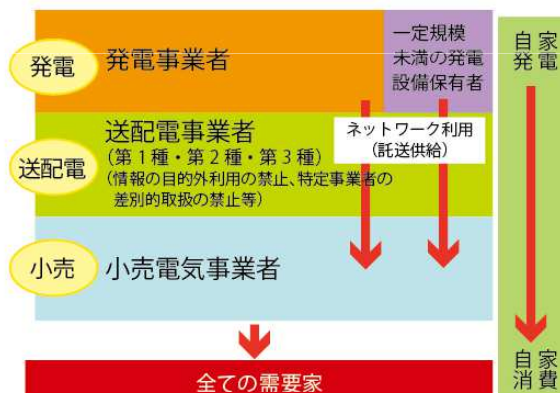 発電
発電事業者
一定規模
未満の発電
設備保有者
自家
発電
送配電
送配電事業者
(第1種・第2種・第3種)
(情報の目的外利用の禁止、特定事業者の
差別的取扱の禁止等)
ネットワーク利用
(託送供給)
小売
小売電気事業者
全ての需要家
自家
消費